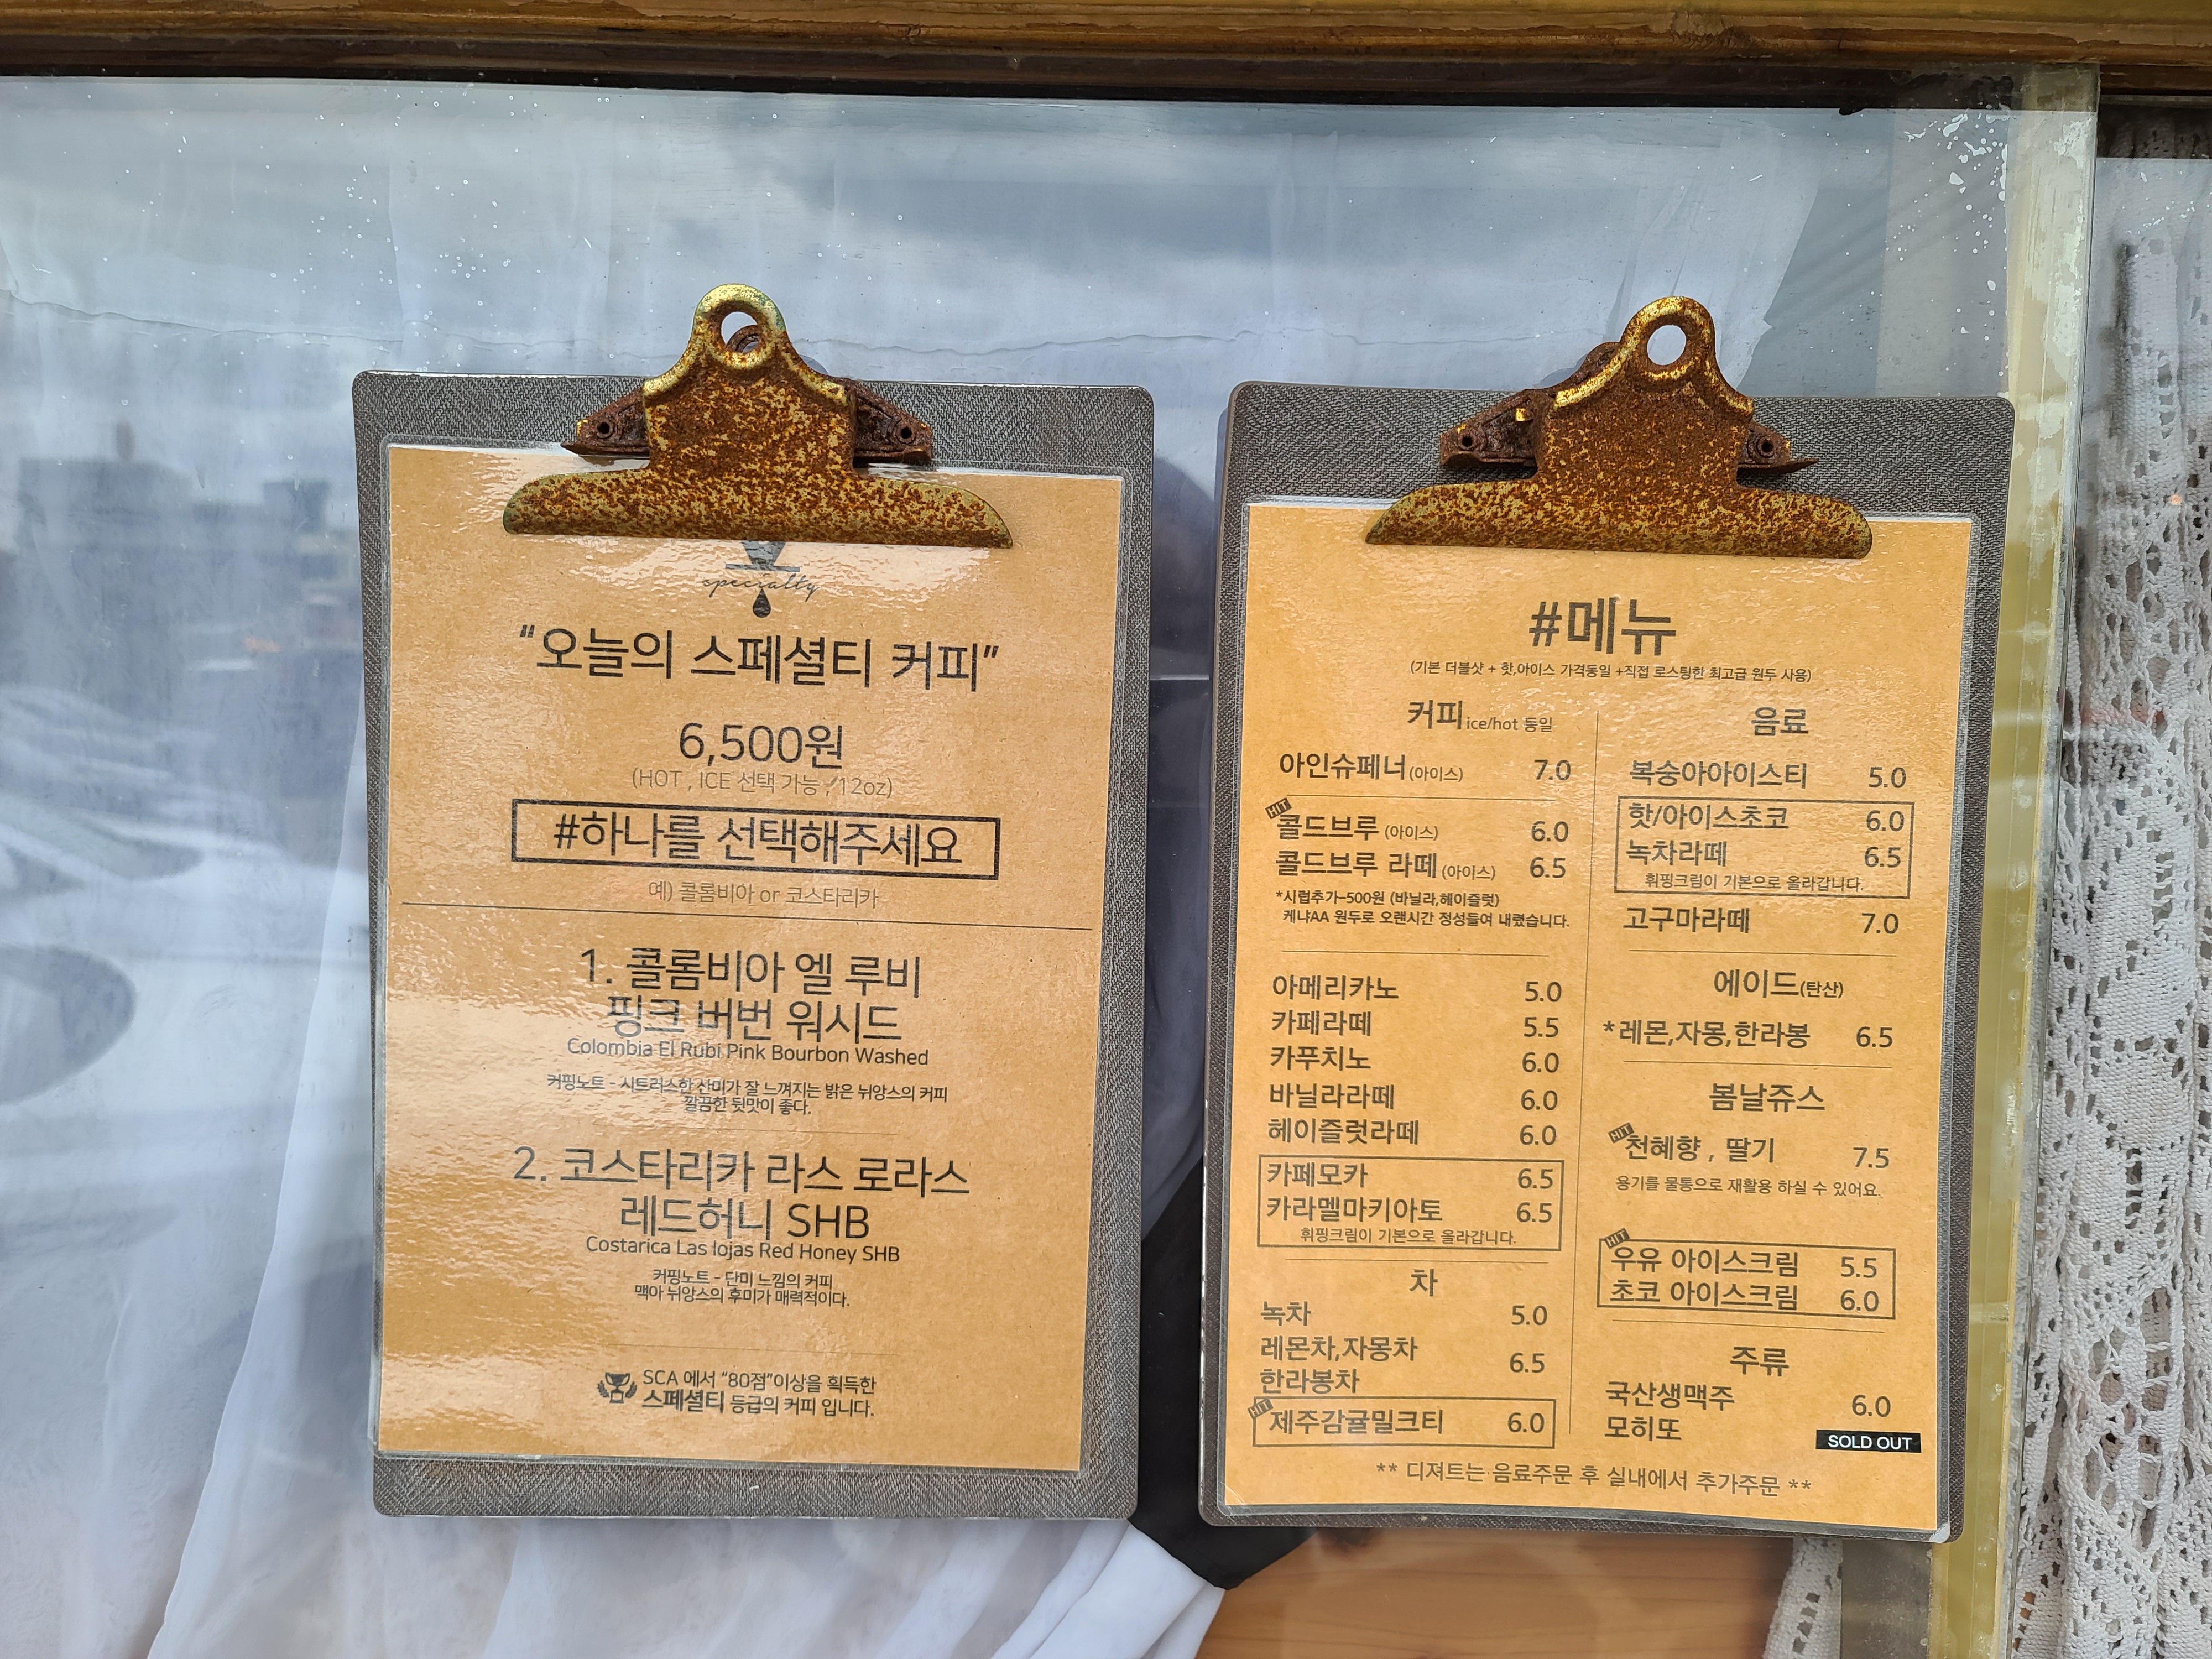 specialty
“오늘의 스페셜티 커피”
6,500원
(HOT , ICE 선택 가능 , 12oz)
#하나를 선택해주세요
예) 콜롬비아 or 코스타리카
1. 콜롬비아 엘 루비
핑크 버번 워시드
Colombia El Rubi Pink Bourbon Washed
커핑노트 - 시트러스한 산미가 잘 느껴지는 밝은 뉘앙스의 커피
깔끔한 뒷맛이 좋다.
2. 코스타리카 라스 로라스
레드허니 SHB
Costarica Las lojas Red Honey SHB
커핑노트 - 단미 느낌의 커피
맥아 뉘앙스의 후미가 매력적이다.
SCA 에서 “80점”이상을 획득한
스페셜티 등급의 커피 입니다.
#메뉴
(기본 더블샷 + 핫,아이스 가격동일 +직접 로스팅한 최고급 원두 사용)
커피 ice/hot 동일
아인슈페너(아이스) 7.0
HIT
콜드브루 (아이스) 6.0
콜드브루 라떼 (아이스) 6.5
*시럽추가-500원 (바닐라,헤이즐럿)
케냐AA 원두로 오랜시간 정성들여 내렸습니다.
아메리카노 5.0
카페라떼 5.5
카푸치노 6.0
바닐라라떼 6.0
헤이즐럿라떼 6.0
카페모카 6.5
카라멜마키아토 6.5
휘핑크림이 기본으로 올라갑니다.
차
녹차 5.0
레몬차,자몽차
한라봉차 6.5
HIT
제주감귤밀크티 6.0
음료
복숭아아이스티 5.0
핫/아이스초코 6.0
녹차라떼 6.5
휘핑크림이 기본으로 올라갑니다.
고구마라떼 7.0
에이드(탄산)
*레몬,자몽,한라봉 6.5
봄날쥬스
HIT
천혜향 , 딸기 7.5
용기를 물통으로 재활용 하실 수 있어요.
HIT
우유 아이스크림 5.5
초코 아이스크림 6.0
주류
국산생맥주 6.0
모히또 SOLD OUT
** 디져트는 음료주문 후 실내에서 추가주문 **